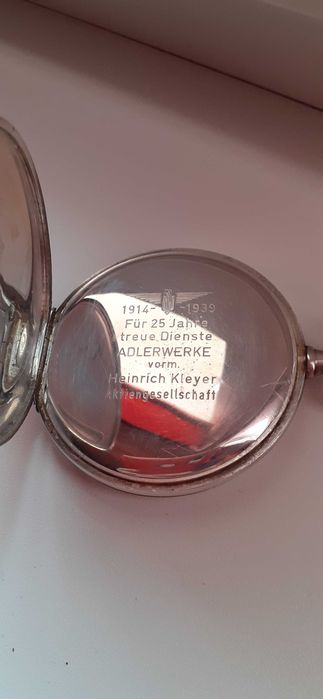 1914- -1939
Für 25 Jahre
treue Dienste
ADLERWERKE
vorm.
Heinrich Kleyer
Aktiengesellschaft